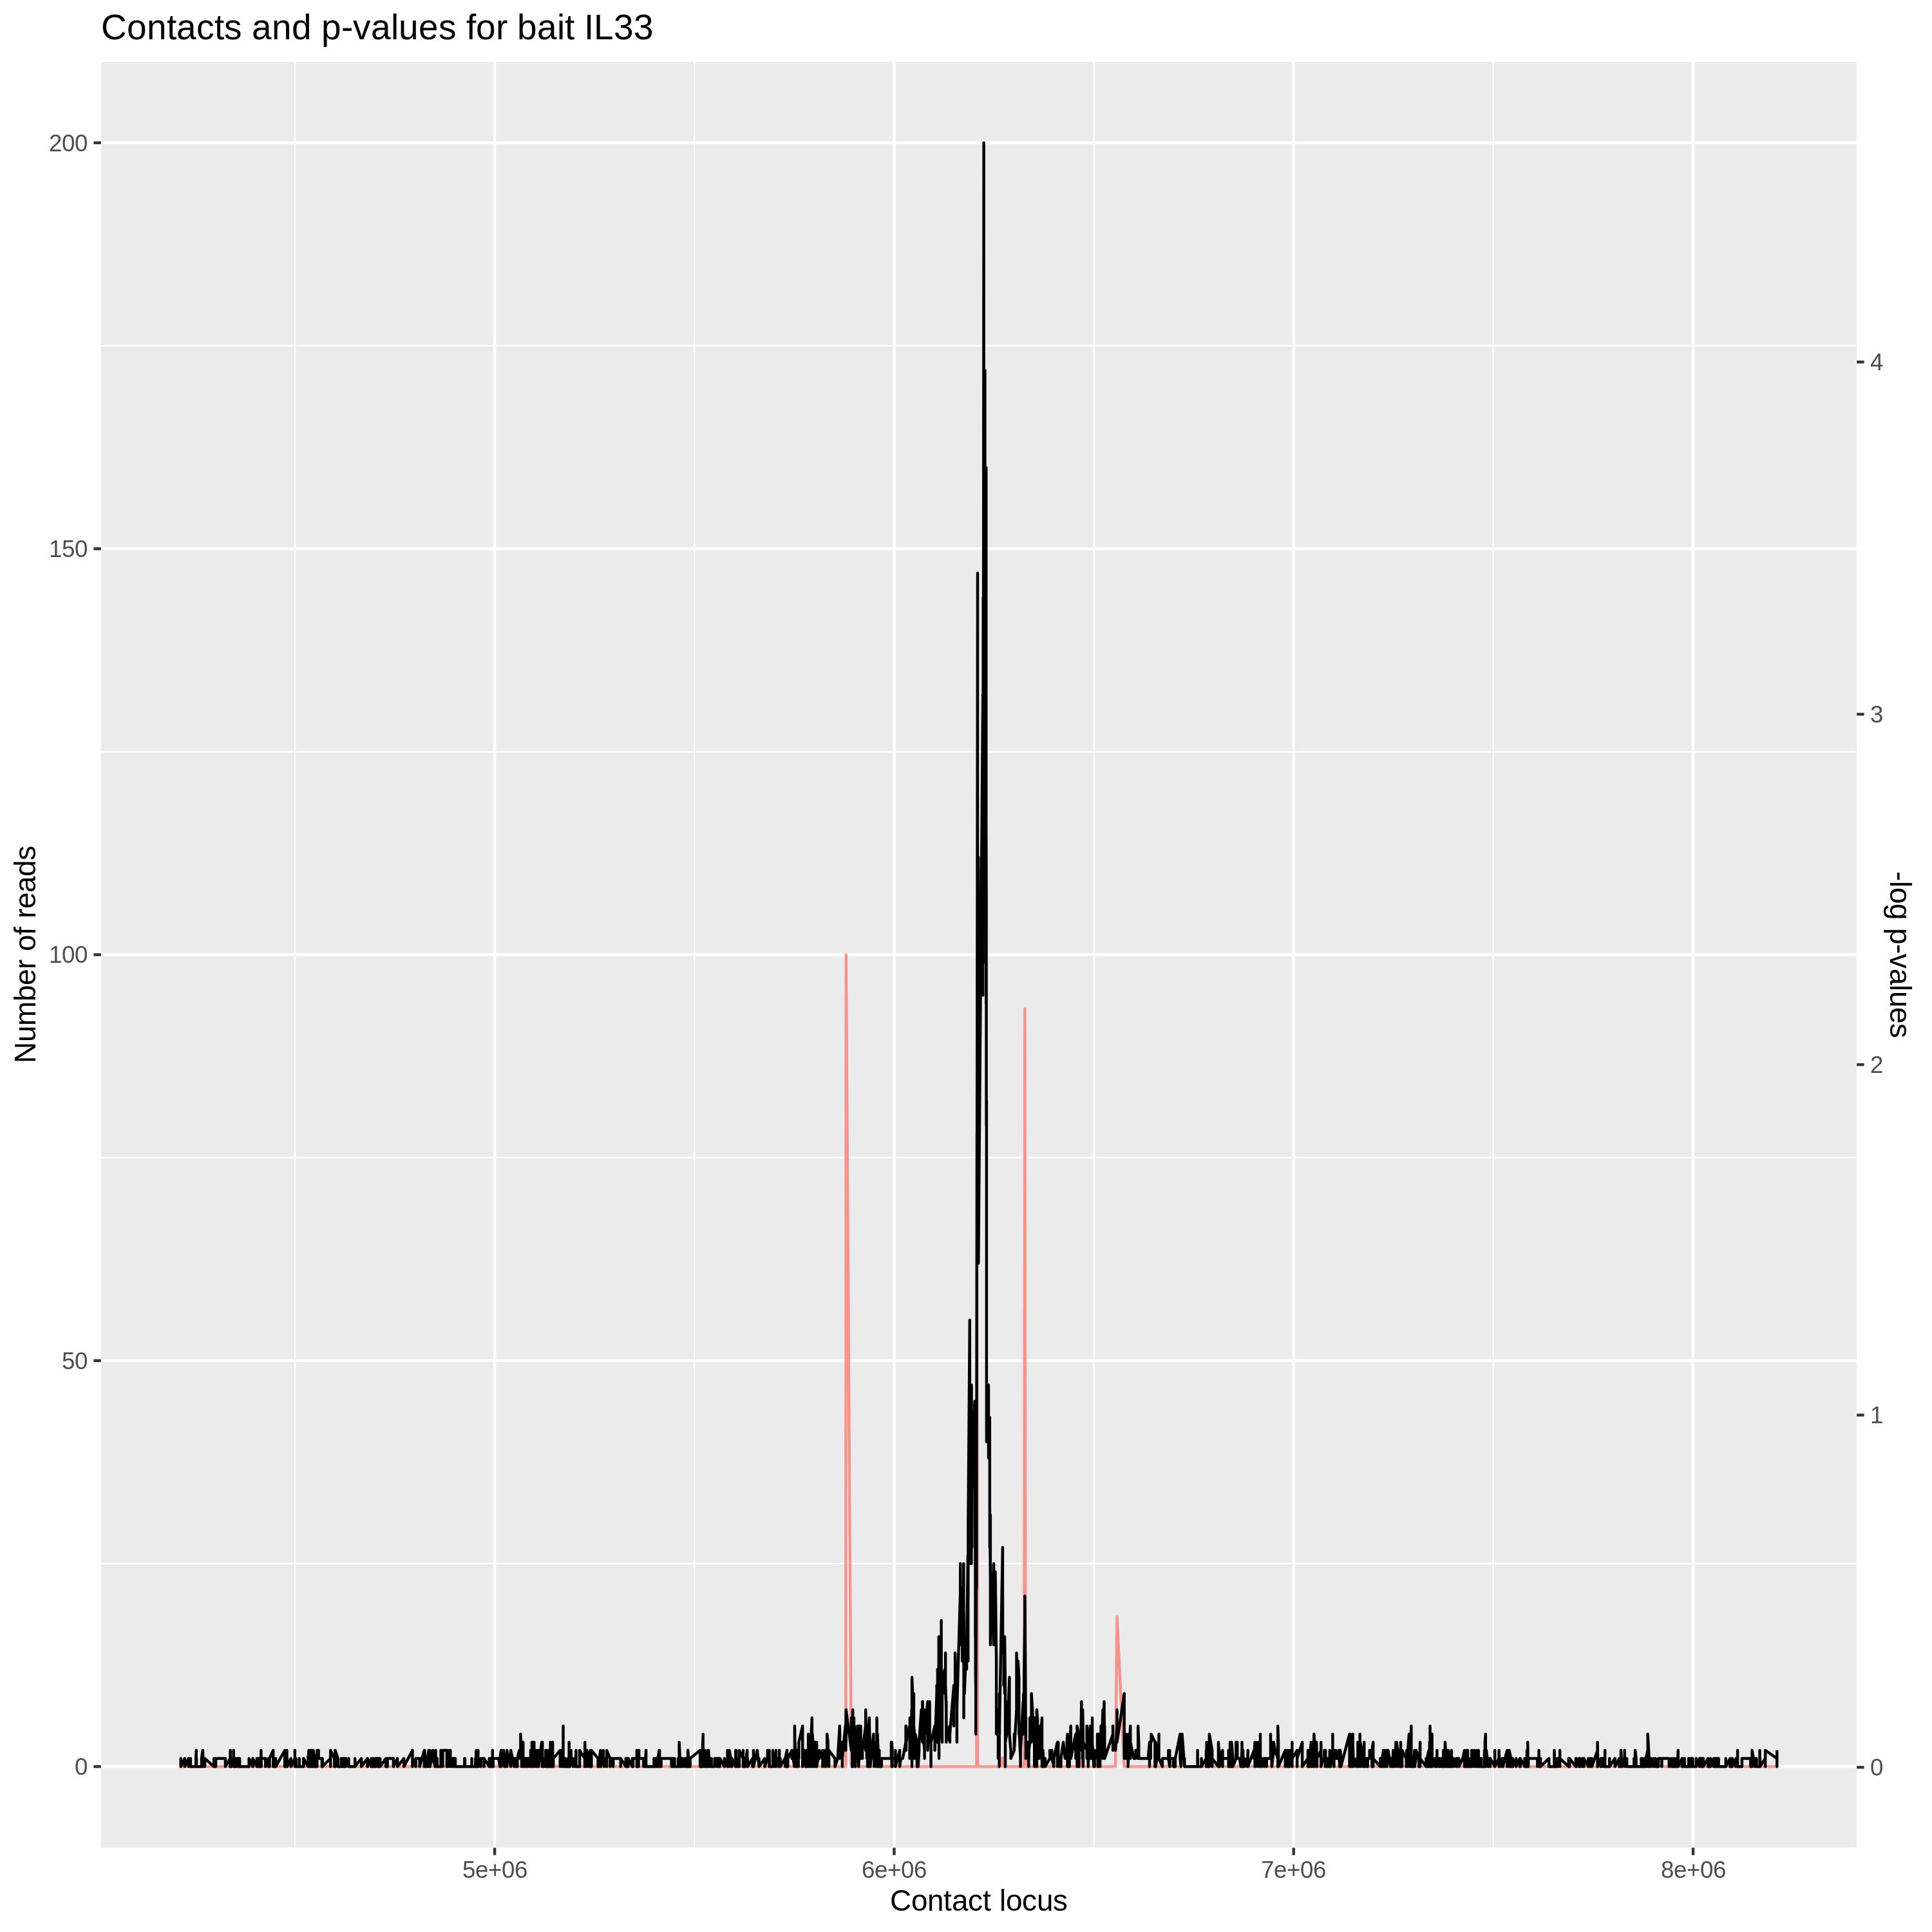 Contacts and p-values for bait IL33
200
150
100
50
0
Number of reads
4
3
2
1
0
-log p-values
5e+06
6e+06
7e+06
8e+06
Contact locus